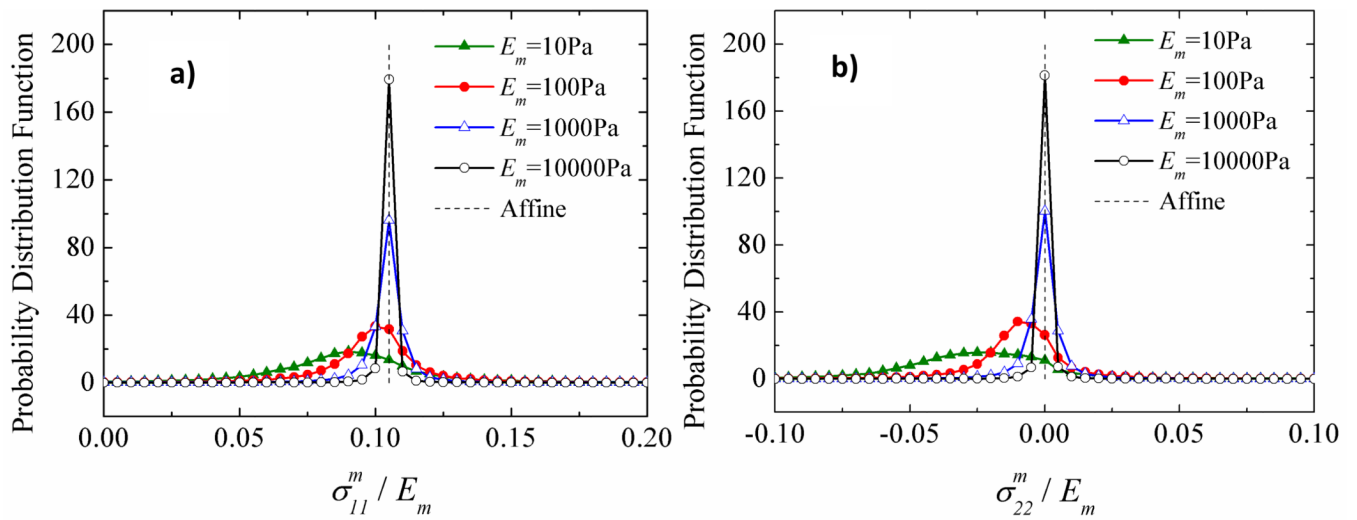 a)
Probability Distribution Function
200
160
120
80
40
0
E_m=10Pa
E_m=100Pa
E_m=1000Pa
E_m=10000Pa
Affine
0.00 0.05 0.10 0.15 0.20
σ_11^m / E_m
b)
Probability Distribution Function
200
160
120
80
40
0
E_m=10Pa
E_m=100Pa
E_m=1000Pa
E_m=10000Pa
Affine
-0.10 -0.05 0.00 0.05 0.10
σ_22^m / E_m